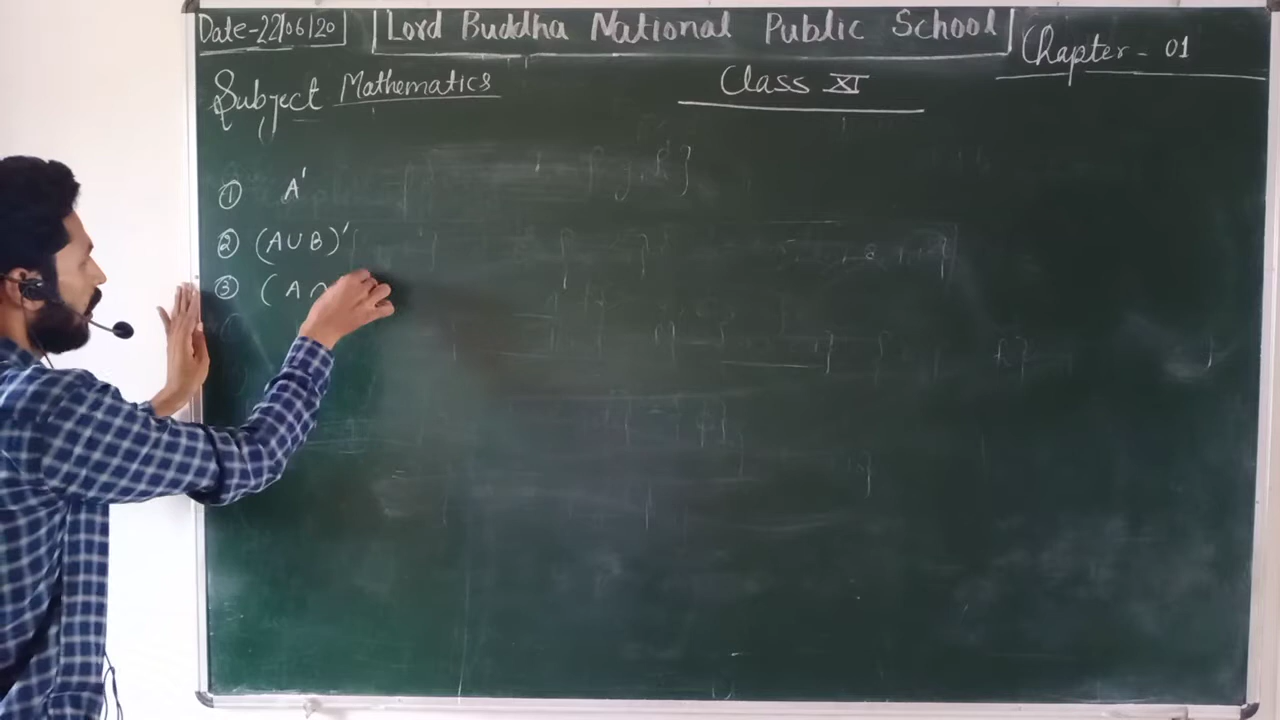 Date-22/06/20 Lord Buddha National Public School Chapter - 01
Subject Mathematics Class XI
① A'
② (A∪B)'
③ (A∩